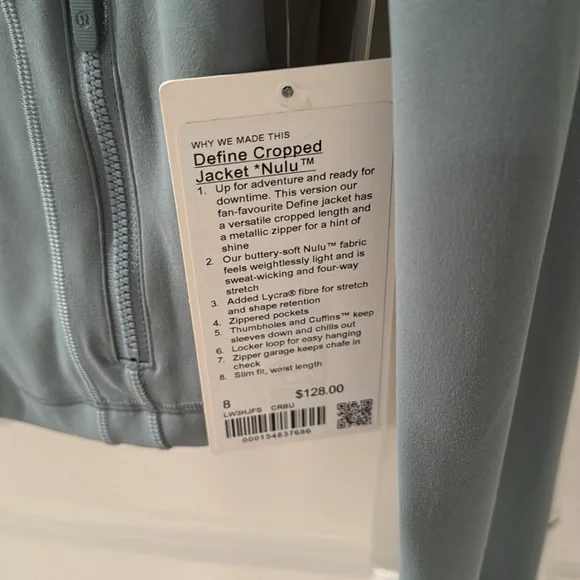 WHY WE MADE THIS
Define Cropped
Jacket *Nulu™
1. Up for adventure and ready for
downtime. This version our
fan-favourite Define jacket has
a versatile cropped length and
a metallic zipper for a hint of
shine
2. Our buttery-soft Nulu™ fabric
feels weightlessly light and is
sweat-wicking and four-way
stretch
3. Added Lycra® fibre for stretch
and shape retention
4. Zippered pockets
5. Thumbholes and Cuffins™ keep
sleeves down and chills out
6. Locker loop for easy hanging
7. Zipper garage keeps chafe in
check
8. Slim fit, waist length
8 $128.00
LW3HJFS CRBU
000154837686